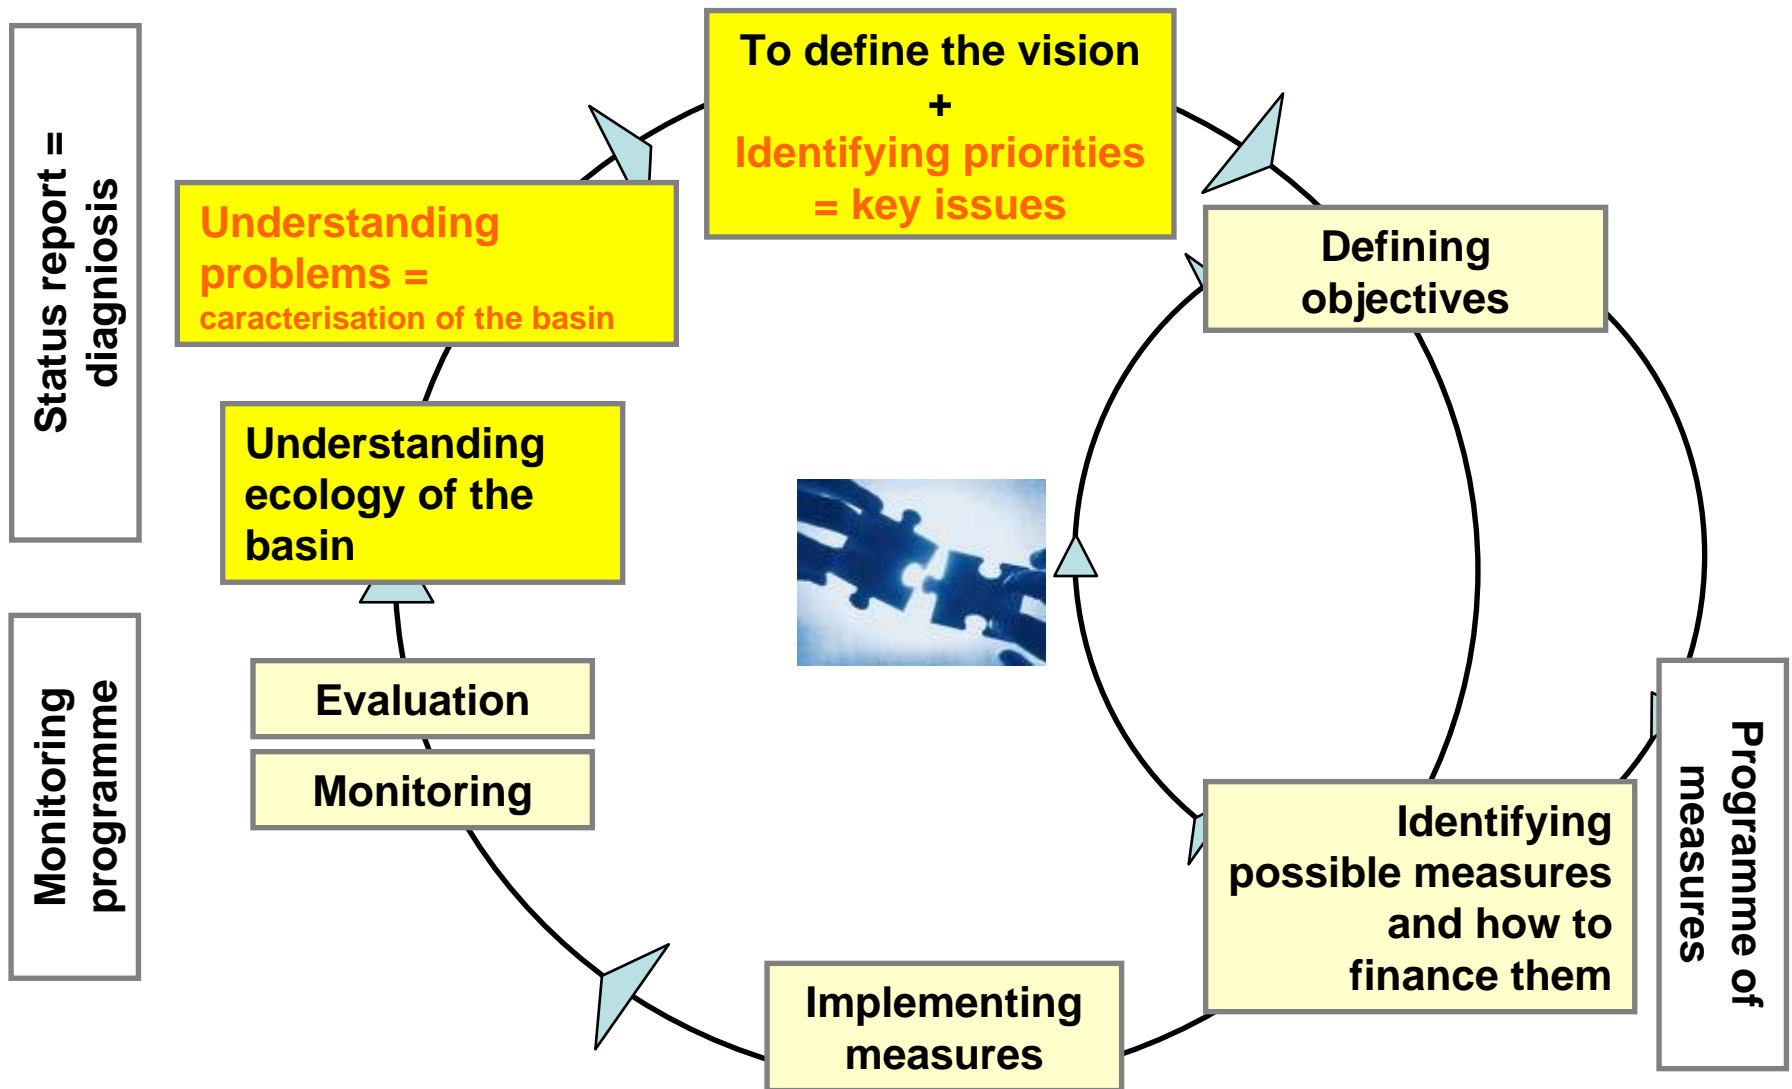 Status report =
diagniosis
To define the vision
+
Identifying priorities
= key issues
Understanding
problems =
caracterisation of the basin
Defining
objectives
Understanding
ecology of the
basin
Monitoring
programme
Evaluation
Monitoring
Identifying
possible measures
and how to
finance them
Programme of
measures
Implementing
measures